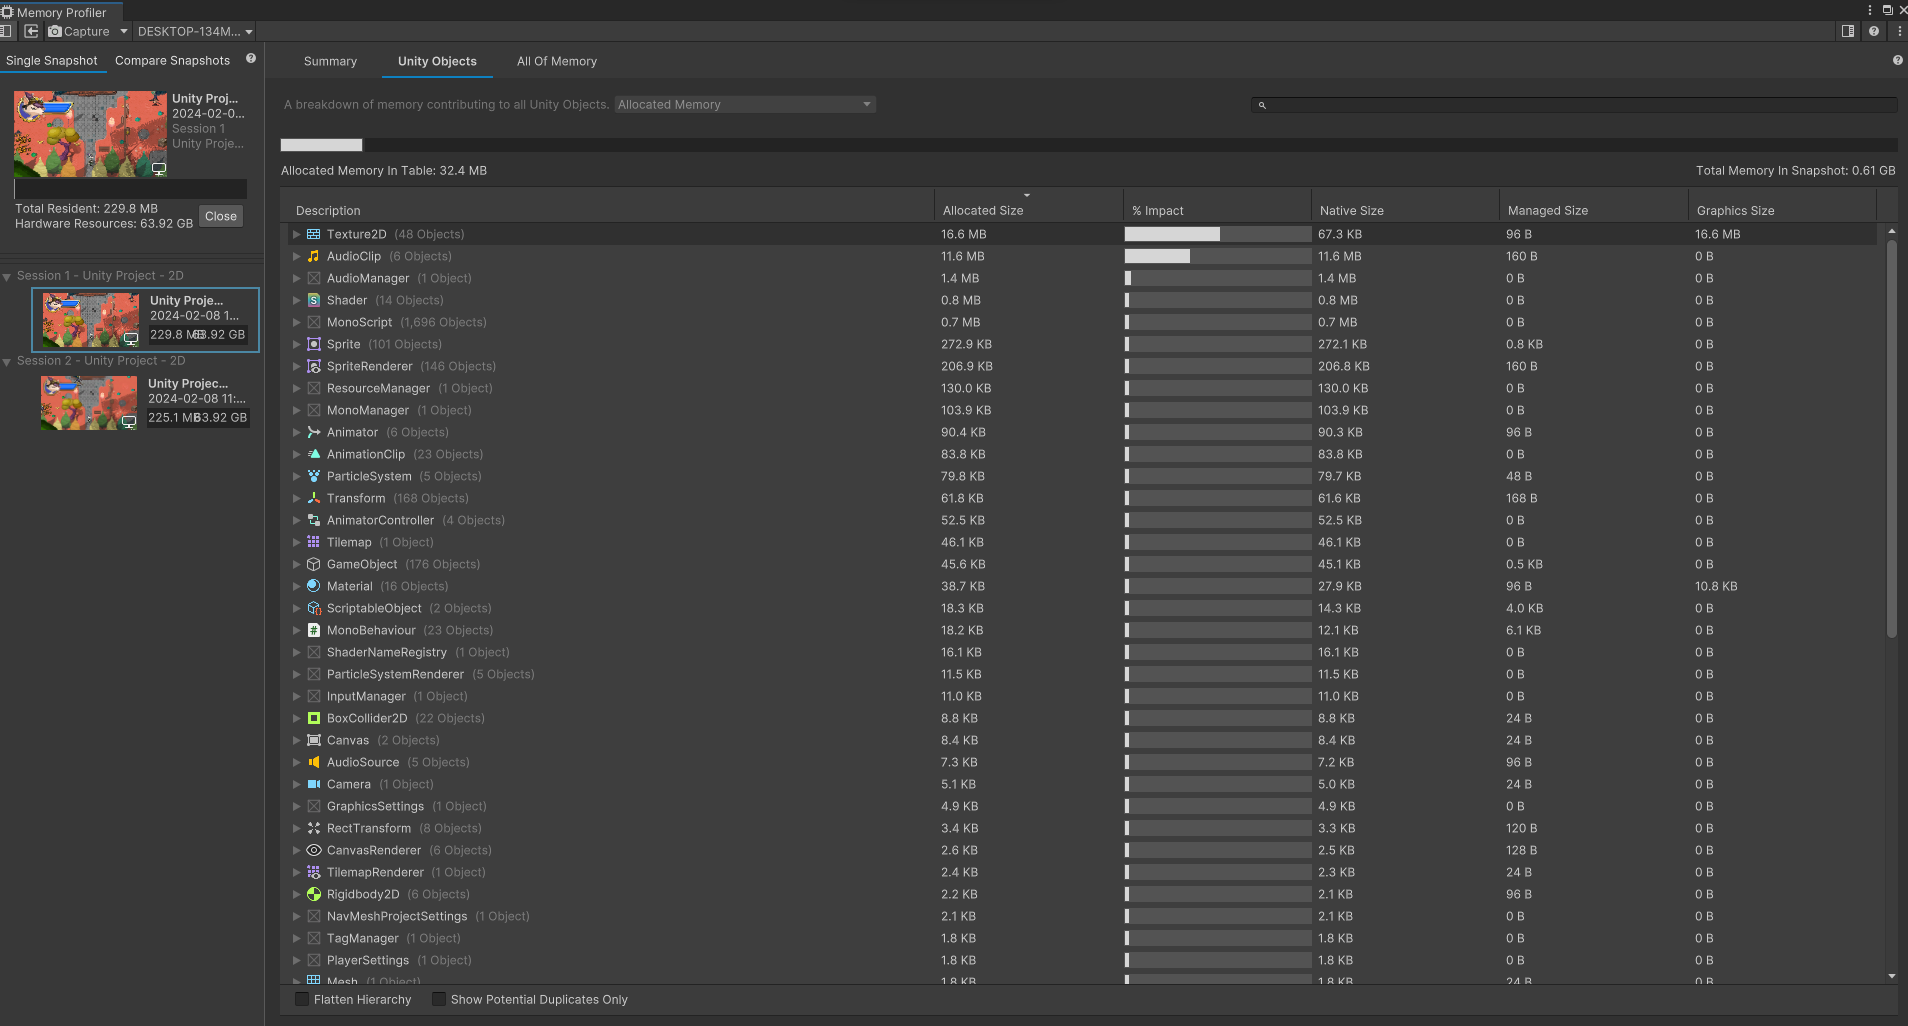 Memory Profiler
Capture DESKTOP-134M...
Single Snapshot Compare Snapshots
Unity Proj...
2024-02-0...
Session 1
Unity Proje...
Total Resident: 229.8 MB
Hardware Resources: 63.92 GB
Close
Session 1 - Unity Project - 2D
Unity Proje...
2024-02-08 1...
229.8 MB 63.92 GB
Session 2 - Unity Project - 2D
Unity Projec...
2024-02-08 11:...
225.1 MB 63.92 GB
Summary Unity Objects All Of Memory
A breakdown of memory contributing to all Unity Objects. Allocated Memory
Allocated Memory In Table: 32.4 MB Total Memory In Snapshot: 0.61 GB
Description Allocated Size % Impact Native Size Managed Size Graphics Size
Texture2D (48 Objects) 16.6 MB 67.3 KB 96 B 16.6 MB
AudioClip (6 Objects) 11.6 MB 11.6 MB 160 B 0 B
AudioManager (1 Object) 1.4 MB 1.4 MB 0 B 0 B
Shader (14 Objects) 0.8 MB 0.8 MB 0 B 0 B
MonoScript (1,696 Objects) 0.7 MB 0.7 MB 0 B 0 B
Sprite (101 Objects) 272.9 KB 272.1 KB 0.8 KB 0 B
SpriteRenderer (146 Objects) 206.9 KB 206.8 KB 160 B 0 B
ResourceManager (1 Object) 130.0 KB 130.0 KB 0 B 0 B
MonoManager (1 Object) 103.9 KB 103.9 KB 0 B 0 B
Animator (6 Objects) 90.4 KB 90.3 KB 96 B 0 B
AnimationClip (23 Objects) 83.8 KB 83.8 KB 0 B 0 B
ParticleSystem (5 Objects) 79.8 KB 79.7 KB 48 B 0 B
Transform (168 Objects) 61.8 KB 61.6 KB 168 B 0 B
AnimatorController (4 Objects) 52.5 KB 52.5 KB 0 B 0 B
Tilemap (1 Object) 46.1 KB 46.1 KB 0 B 0 B
GameObject (176 Objects) 45.6 KB 45.1 KB 0.5 KB 0 B
Material (16 Objects) 38.7 KB 27.9 KB 96 B 10.8 KB
ScriptableObject (2 Objects) 18.3 KB 14.3 KB 4.0 KB 0 B
MonoBehaviour (23 Objects) 18.2 KB 12.1 KB 6.1 KB 0 B
ShaderNameRegistry (1 Object) 16.1 KB 16.1 KB 0 B 0 B
ParticleSystemRenderer (5 Objects) 11.5 KB 11.5 KB 0 B 0 B
InputManager (1 Object) 11.0 KB 11.0 KB 0 B 0 B
BoxCollider2D (22 Objects) 8.8 KB 8.8 KB 24 B 0 B
Canvas (2 Objects) 8.4 KB 8.4 KB 24 B 0 B
AudioSource (5 Objects) 7.3 KB 7.2 KB 96 B 0 B
Camera (1 Object) 5.1 KB 5.0 KB 24 B 0 B
GraphicsSettings (1 Object) 4.9 KB 4.9 KB 0 B 0 B
RectTransform (8 Objects) 3.4 KB 3.3 KB 120 B 0 B
CanvasRenderer (6 Objects) 2.6 KB 2.5 KB 128 B 0 B
TilemapRenderer (1 Object) 2.4 KB 2.3 KB 24 B 0 B
Rigidbody2D (6 Objects) 2.2 KB 2.1 KB 96 B 0 B
NavMeshProjectSettings (1 Object) 2.1 KB 2.1 KB 0 B 0 B
TagManager (1 Object) 1.8 KB 1.8 KB 0 B 0 B
PlayerSettings (1 Object) 1.8 KB 1.8 KB 0 B 0 B
Mesh (1 Object) 1.8 KB 1.8 KB 24 B 0 B
Flatten Hierarchy Show Potential Duplicates Only